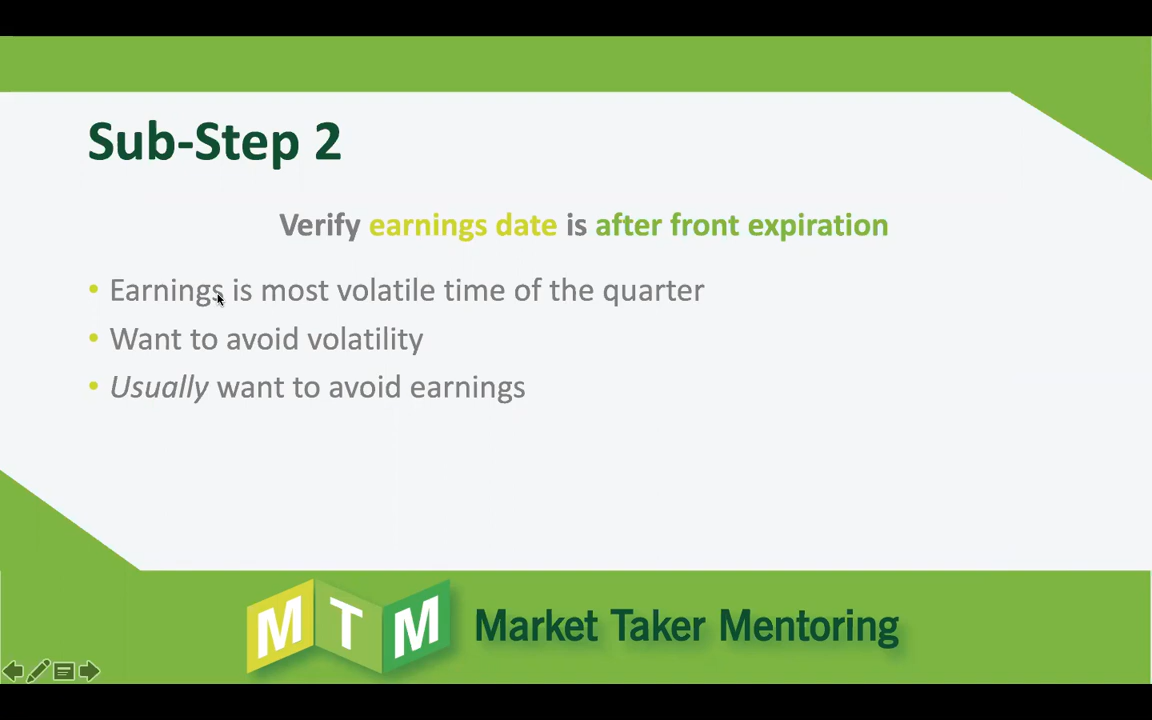 Sub-Step 2
Verify earnings date is after front expiration
• Earnings is most volatile time of the quarter
• Want to avoid volatility
• Usually want to avoid earnings
MTM Market Taker Mentoring